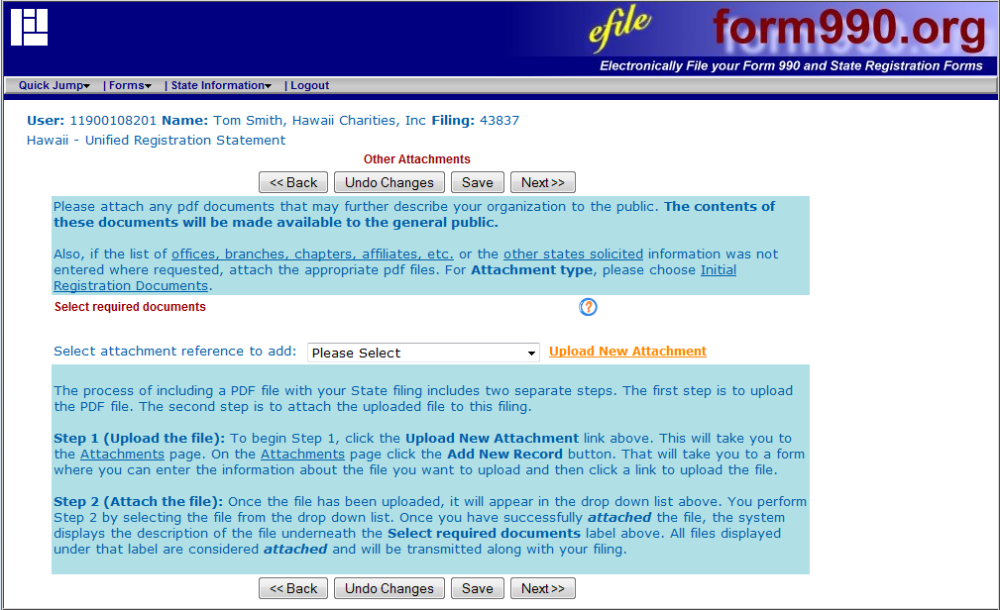 efile form990.org
Electronically File your Form 990 and State Registration Forms
Quick Jump | Forms | State Information | Logout
User: 11900108201 Name: Tom Smith, Hawaii Charities, Inc Filing: 43837
Hawaii - Unified Registration Statement
Other Attachments
<< Back Undo Changes Save Next>>
Please attach any pdf documents that may further describe your organization to the public. The contents of
these documents will be made available to the general public.
Also, if the list of offices, branches, chapters, affiliates, etc. or the other states solicited information was not
entered where requested, attach the appropriate pdf files. For Attachment type, please choose Initial
Registration Documents.
Select required documents ?
Select attachment reference to add: Please Select Upload New Attachment
The process of including a PDF file with your State filing includes two separate steps. The first step is to upload
the PDF file. The second step is to attach the uploaded file to this filing.
Step 1 (Upload the file): To begin Step 1, click the Upload New Attachment link above. This will take you to
the Attachments page. On the Attachments page click the Add New Record button. That will take you to a form
where you can enter the information about the file you want to upload and then click a link to upload the file.
Step 2 (Attach the file): Once the file has been uploaded, it will appear in the drop down list above. You perform
Step 2 by selecting the file from the drop down list. Once you have successfully attached the file, the system
displays the description of the file underneath the Select required documents label above. All files displayed
under that label are considered attached and will be transmitted along with your filing.
<< Back Undo Changes Save Next>>